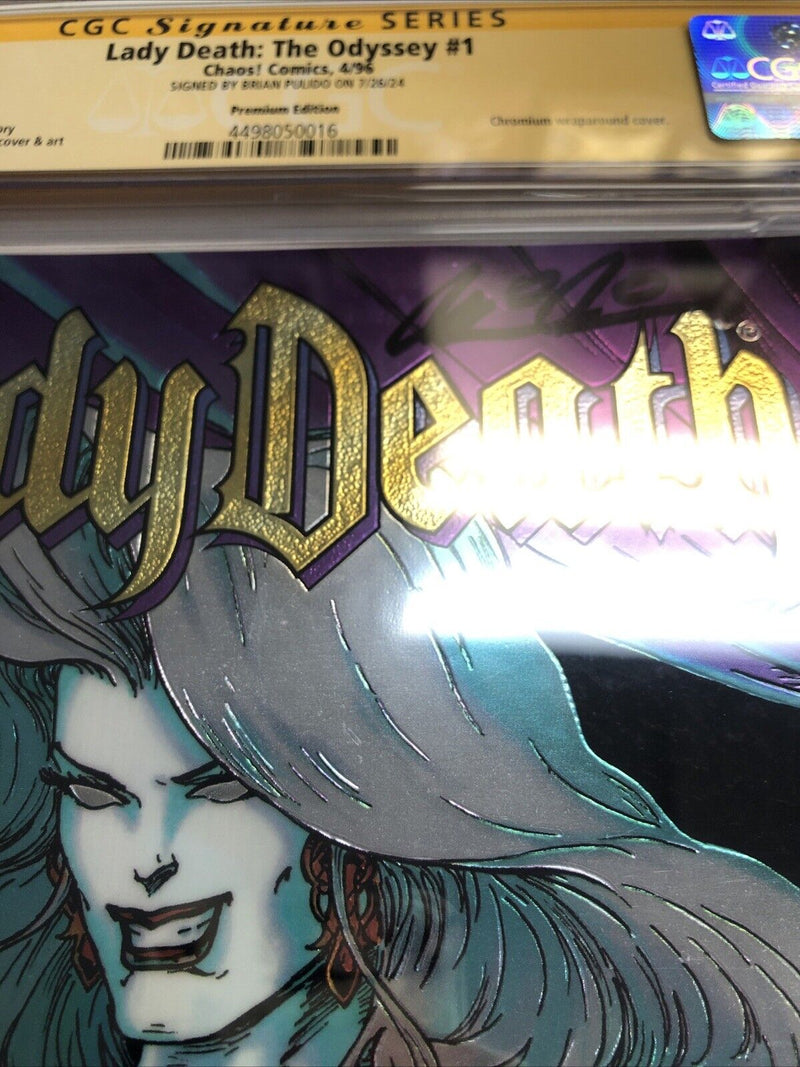 CGC Signature SERIES
Lady Death: The Odyssey #1
Chaos! Comics, 4/96
SIGNED BY BRIAN PULIDO ON 7/26/24
Premium Edition
4498050016
Chromium wraparound cover.
ory
cover & art
CGC
dy Death ®